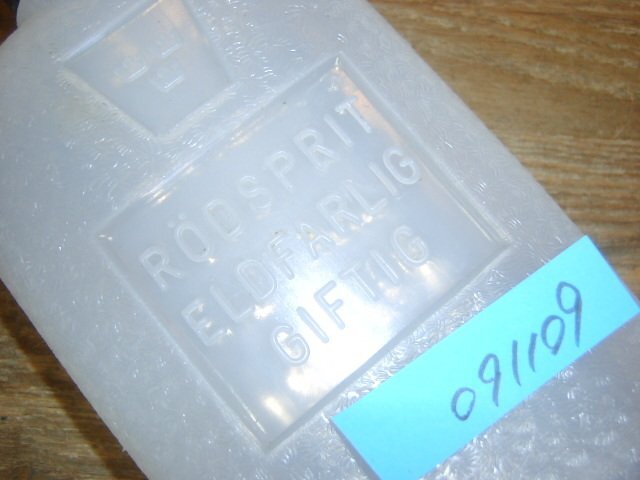 RÖDSPRIT
ELDFARLIG
GIFTIG
091109